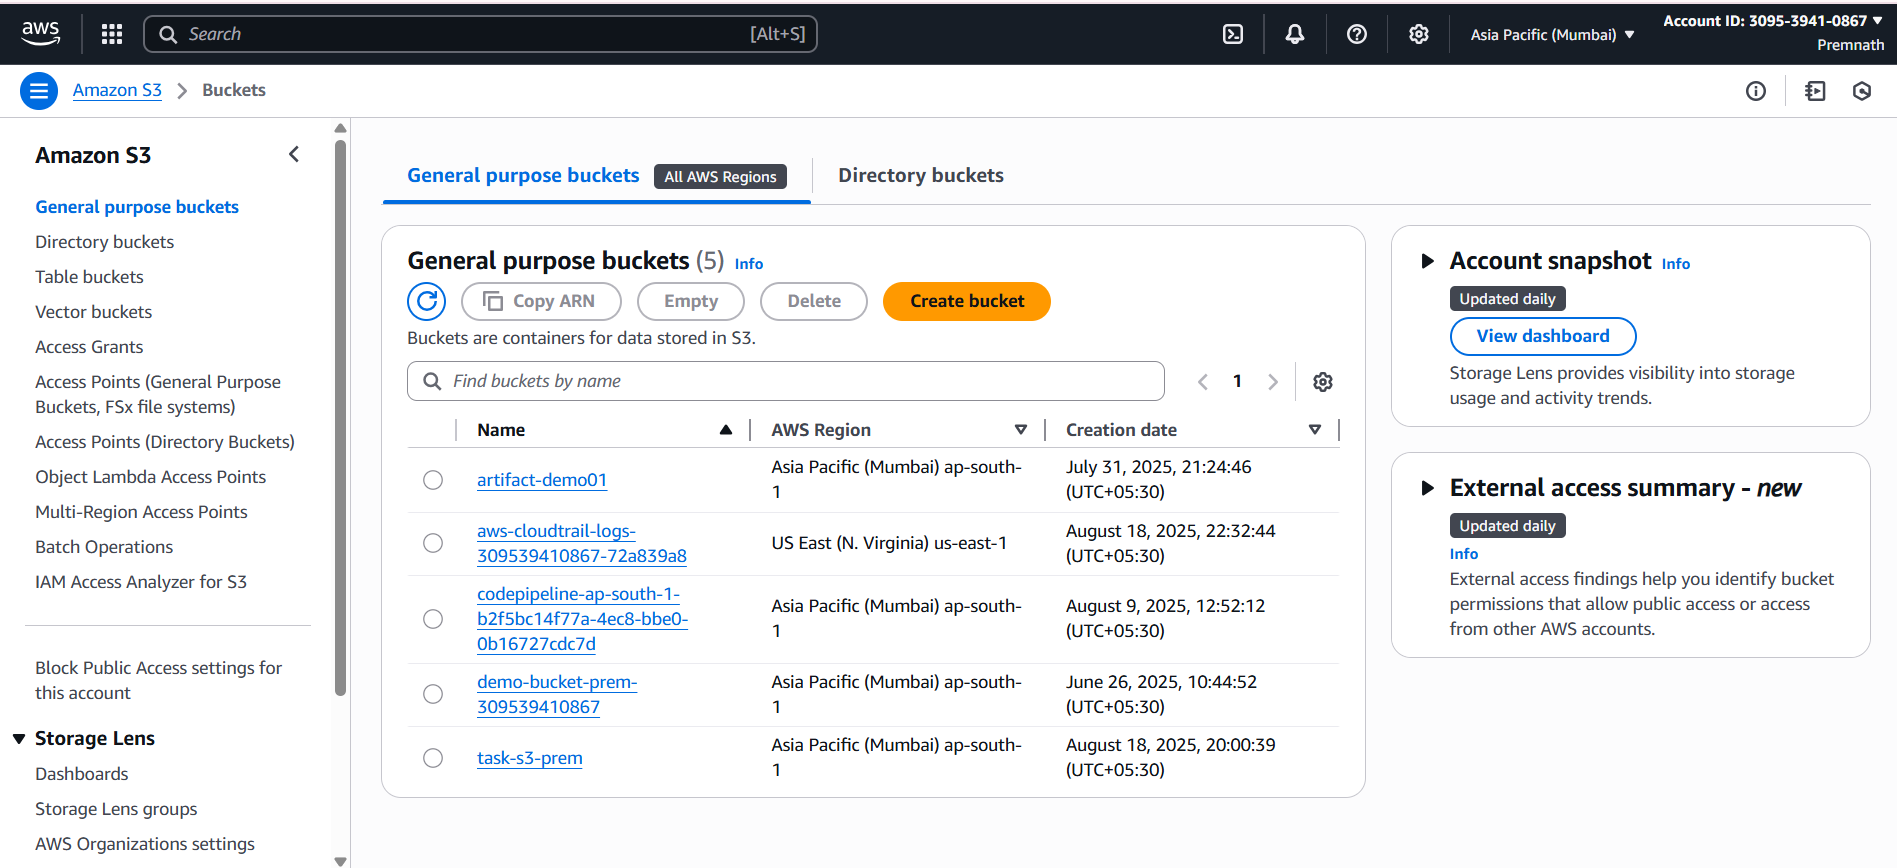 aws
Search
[Alt+S]
Asia Pacific (Mumbai)
Account ID: 3095-3941-0867
Premnath
Amazon S3
Buckets
Amazon S3
General purpose buckets
Directory buckets
Table buckets
Vector buckets
Access Grants
Access Points (General Purpose
Buckets, FSx file systems)
Access Points (Directory Buckets)
Object Lambda Access Points
Multi-Region Access Points
Batch Operations
IAM Access Analyzer for S3
Block Public Access settings for
this account
Storage Lens
Dashboards
Storage Lens groups
AWS Organizations settings
General purpose buckets
All AWS Regions
Directory buckets
General purpose buckets (5) Info
Copy ARN
Empty
Delete
Create bucket
Buckets are containers for data stored in S3.
Find buckets by name
1
Name
AWS Region
Creation date
artifact-demo01
Asia Pacific (Mumbai) ap-south-
1
July 31, 2025, 21:24:46
(UTC+05:30)
aws-cloudtrail-logs-
309539410867-72a839a8
US East (N. Virginia) us-east-1
August 18, 2025, 22:32:44
(UTC+05:30)
codepipeline-ap-south-1-
b2f5bc14f77a-4ec8-bbe0-
0b16727cdc7d
Asia Pacific (Mumbai) ap-south-
1
August 9, 2025, 12:52:12
(UTC+05:30)
demo-bucket-prem-
309539410867
Asia Pacific (Mumbai) ap-south-
1
June 26, 2025, 10:44:52
(UTC+05:30)
task-s3-prem
Asia Pacific (Mumbai) ap-south-
1
August 18, 2025, 20:00:39
(UTC+05:30)
Account snapshot Info
Updated daily
View dashboard
Storage Lens provides visibility into storage
usage and activity trends.
External access summary - new
Updated daily
Info
External access findings help you identify bucket
permissions that allow public access or access
from other AWS accounts.